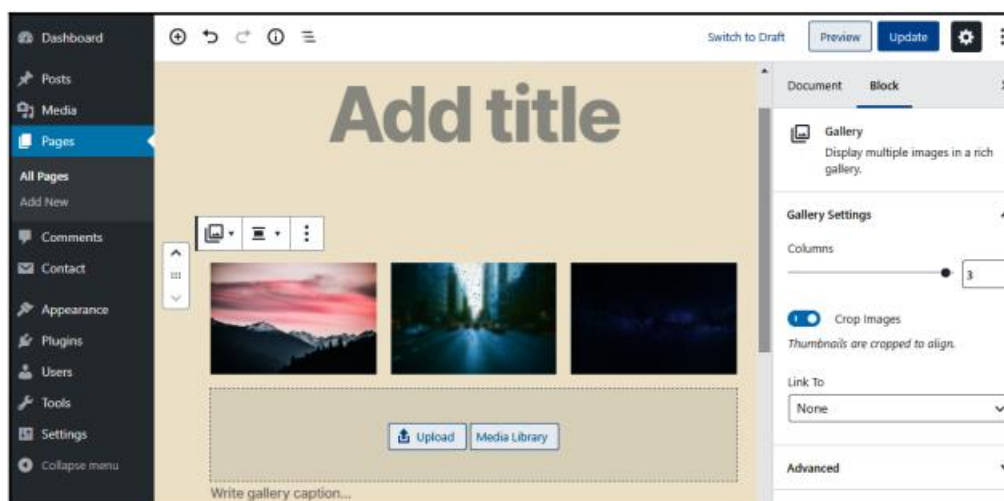 Dashboard
Posts
Media
Pages
All Pages
Add New
Comments
Contact
Appearance
Plugins
Users
Tools
Settings
Collapse menu
Switch to Draft
Preview
Update
Add title
Upload
Media Library
Write gallery caption...
Document
Block
Gallery
Display multiple images in a rich
gallery.
Gallery Settings
Columns
3
Crop Images
Thumbnails are cropped to align.
Link To
None
Advanced